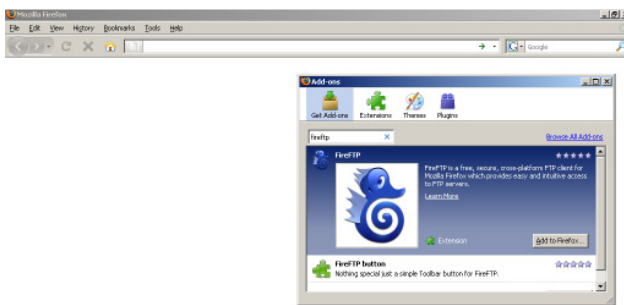 Mozilla Firefox
File Edit View History Bookmarks Tools Help
Google
Add-ons
Get Add-ons Extensions Themes Plugins
fireftp Browse All Add-ons
FireFTP
FireFTP is a free, secure, cross-platform FTP client for
Mozilla Firefox which provides easy and intuitive access
to FTP servers.
Learn More
Extension Add to Firefox...
FireFTP button
Nothing special just a simple Toolbar button for FireFTP.